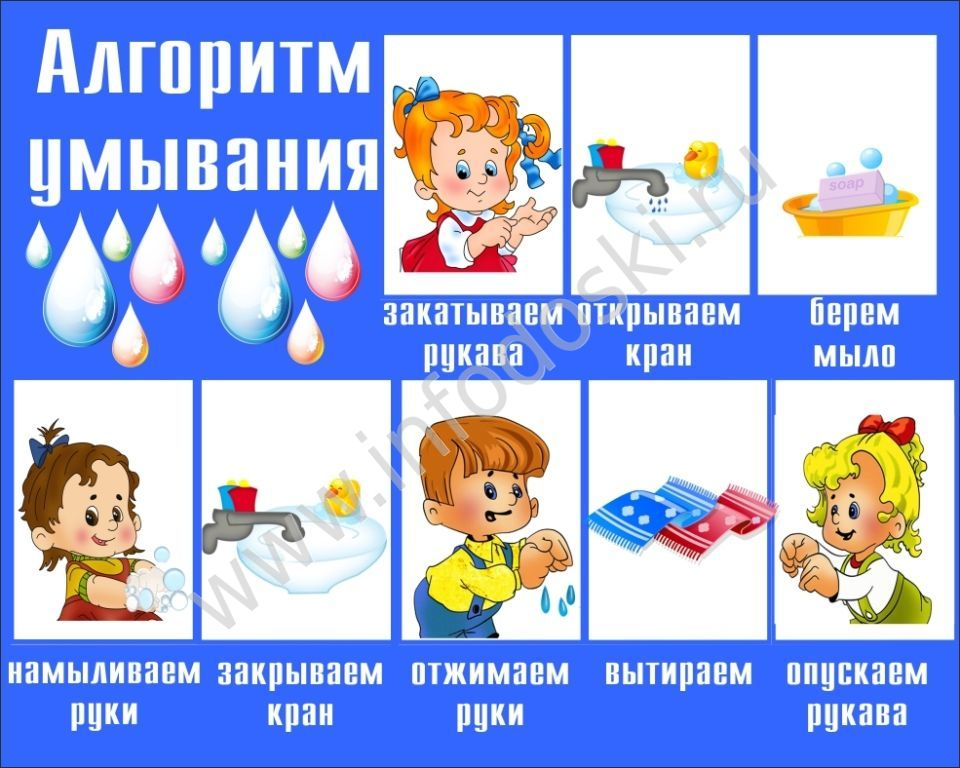 Алгоритм
умывания
soap
закатываем
рукава
открываем
кран
берем
мыло
намыливаем
руки
закрываем
кран
отжимаем
руки
вытираем
опускаем
рукава
www.infodoski.ru